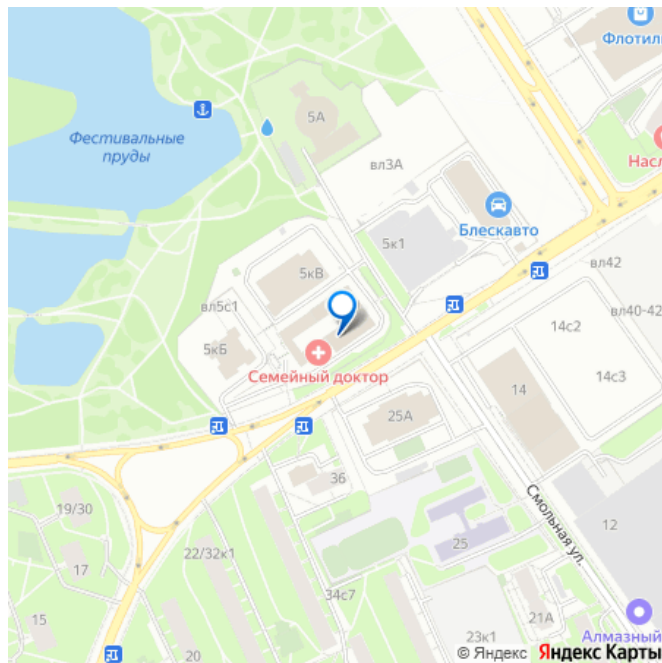 Флотил
5А
Фестивальные
пруды
вл3А
Насл
Блескавто
5к1
вл42
5кВ
вл5с1
вл40-42
14с2
5кБ
Семейный доктор
14с3
14
25А
36
Смольная ул.
19/30
12
22/32к1
25
17
34с7
15
21А
Алмазный
23к1
20
© Яндекс Яндекс Карты